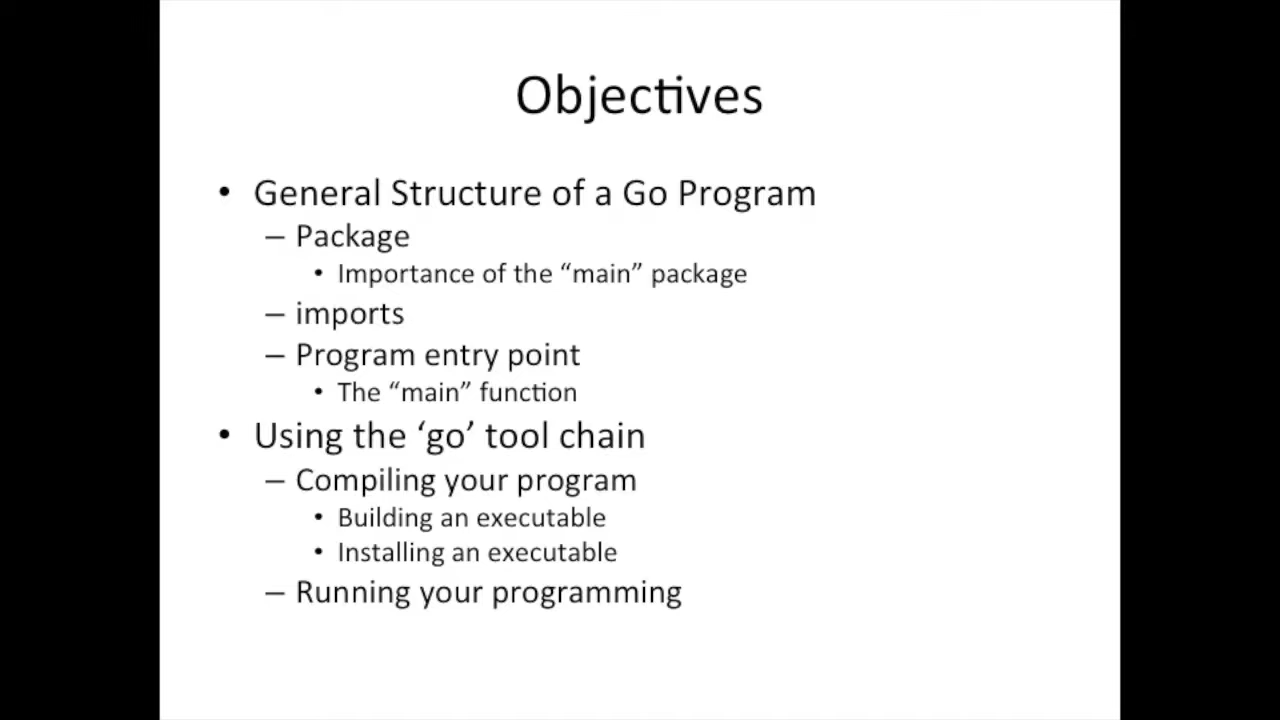 Objectives
• General Structure of a Go Program
– Package
• Importance of the “main” package
– imports
– Program entry point
• The “main” function
• Using the ‘go’ tool chain
– Compiling your program
• Building an executable
• Installing an executable
– Running your programming